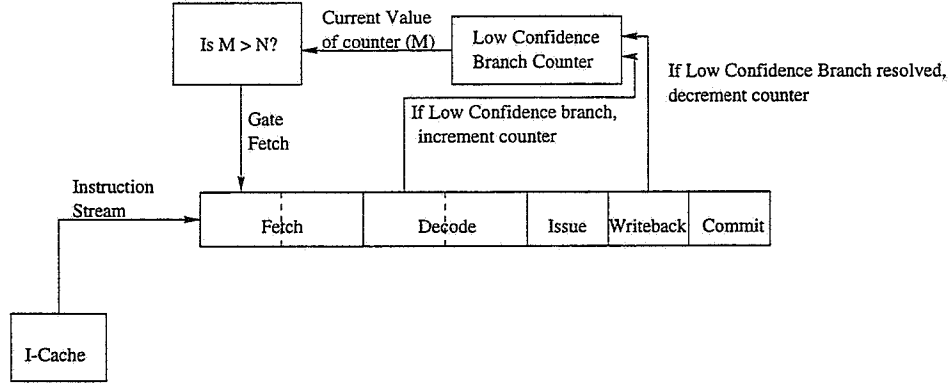 Is M > N?
Current Value
of counter (M)
Low Confidence
Branch Counter
If Low Confidence Branch resolved,
decrement counter
If Low Confidence branch,
increment counter
Gate
Fetch
Instruction
Stream
Fetch
Decode
Issue
Writeback
Commit
I-Cache